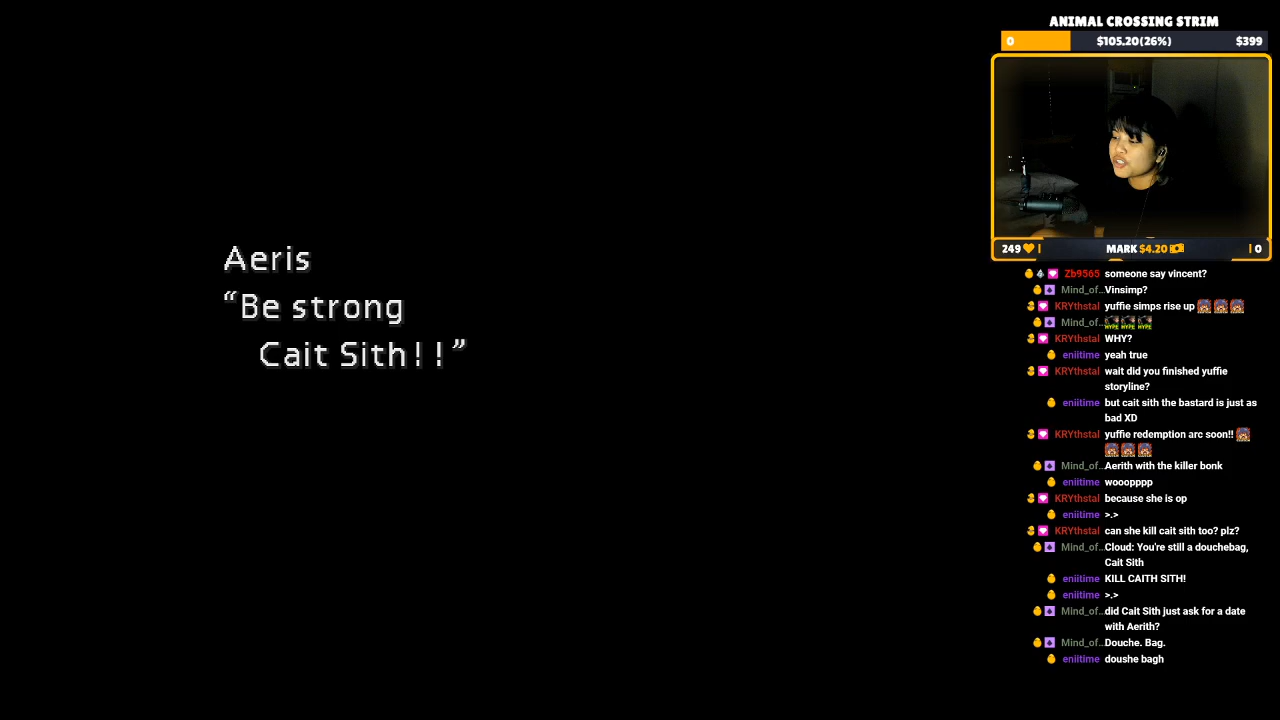 Aeris
“Be strong
Cait Sith!!”
ANIMAL CROSSING STRIM
0 $105.20(26%) $399
249 MARK $4.20 0
Zb9565 someone say vincent?
Mind_of... Vinsimp?
KRYthstal yuffie simps rise up
Mind_of... HYPE HYPE HYPE
KRYthstal WHY?
eniitime yeah true
KRYthstal wait did you finished yuffie
storyline?
eniitime but cait sith the bastard is just as
bad XD
KRYthstal yuffie redemption arc soon!!
Mind_of... Aerith with the killer bonk
eniitime wooopppp
KRYthstal because she is op
eniitime >.>
KRYthstal can she kill cait sith too? plz?
Mind_of... Cloud: You're still a douchebag,
Cait Sith
eniitime KILL CAITH SITH!
eniitime >.>
Mind_of... did Cait Sith just ask for a date
with Aerith?
Mind_of... Douche. Bag.
eniitime doushe bagh